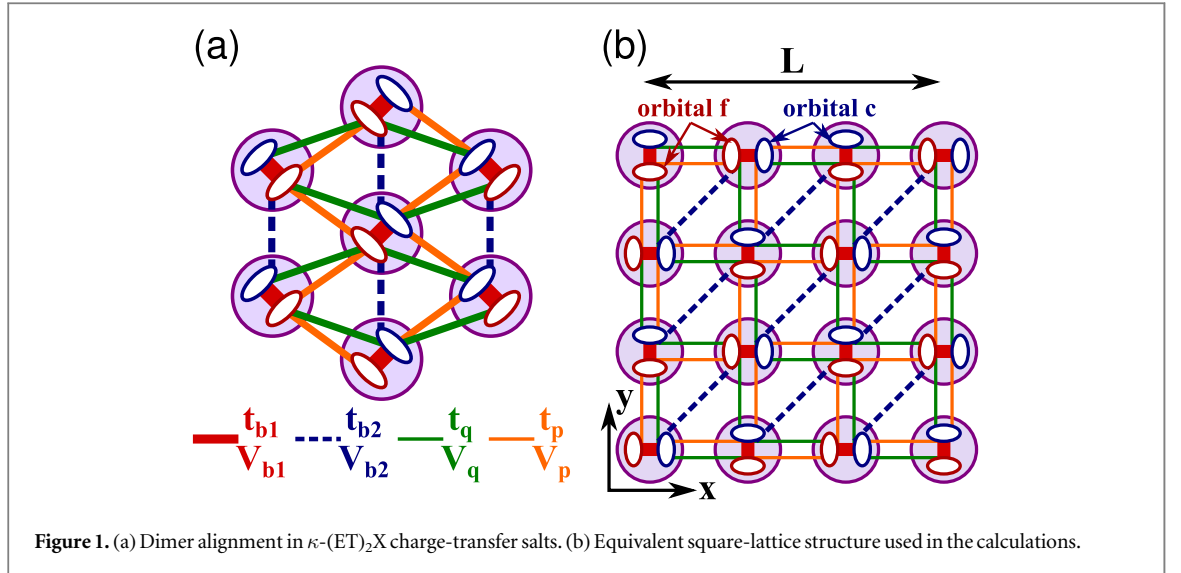 (a)
(b)
L
orbital f
orbital c
y
x
t_b1 t_b2 t_q t_p
V_b1 V_b2 V_q V_p
Figure 1. (a) Dimer alignment in κ-(ET)₂X charge-transfer salts. (b) Equivalent square-lattice structure used in the calculations.